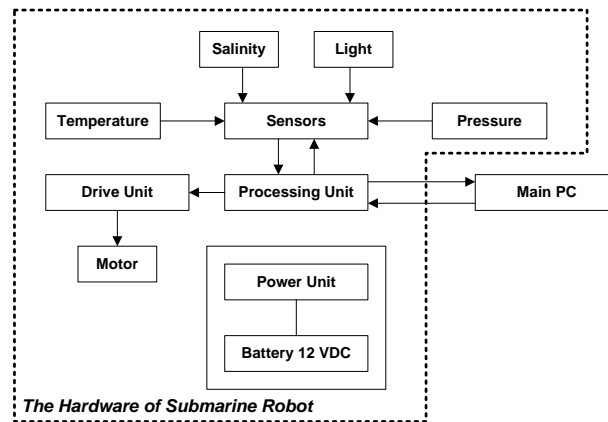 Salinity
Light
Temperature
Sensors
Pressure
Drive Unit
Processing Unit
Main PC
Motor
Power Unit
Battery 12 VDC
The Hardware of Submarine Robot